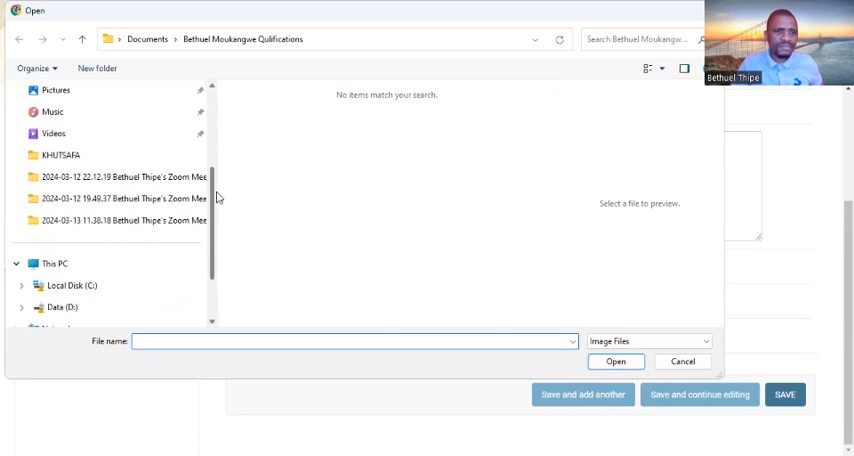 Open
Documents > Bethuel Moukangwe Qulifications
Search Bethuel Moukangw...
Organize
New folder
Bethuel Thipe
Pictures
Music
Videos
KHUTSAFA
2024-03-12 22.12.19 Bethuel Thipe's Zoom Mee
2024-03-12 19.49.37 Bethuel Thipe's Zoom Mee
2024-03-13 11.38.18 Bethuel Thipe's Zoom Mee
This PC
Local Disk (C:)
Data (D:)
No items match your search.
Select a file to preview.
File name:
Image Files
Open
Cancel
Save and add another
Save and continue editing
SAVE